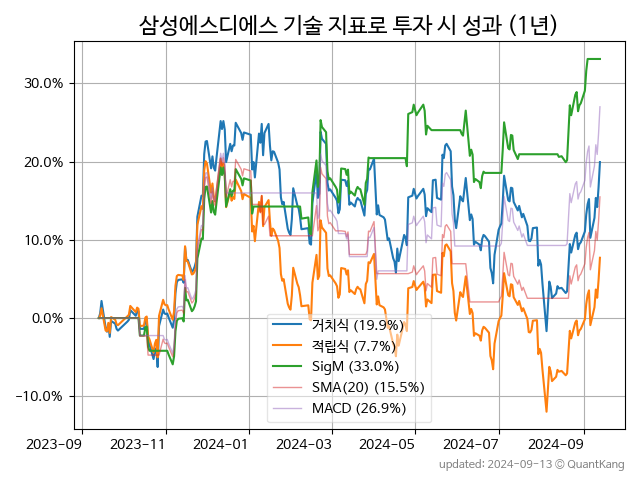 삼성에스디에스 기술 지표로 투자 시 성과 (1년)
30.0%
20.0%
10.0%
0.0%
−10.0%
거치식 (19.9%)
적립식 (7.7%)
SigM (33.0%)
SMA(20) (15.5%)
MACD (26.9%)
2023-09 2023-11 2024-01 2024-03 2024-05 2024-07 2024-09
updated: 2024-09-13 ⓒ QuantKang